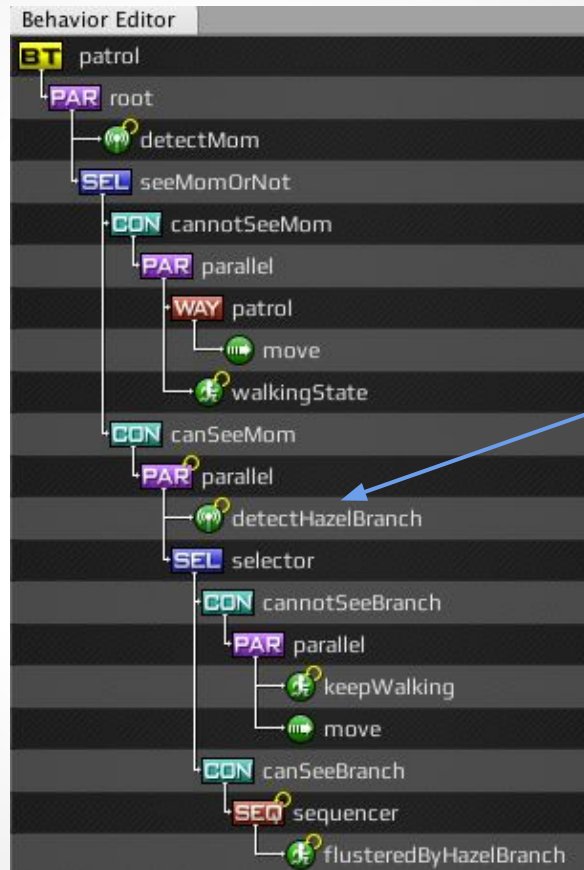 Behavior Editor
BT patrol
PAR root
detectMom
SEL seeMomOrNot
CON cannotSeeMom
PAR parallel
WAY patrol
move
walkingState
CON canSeeMom
PAR parallel
detectHazelBranch
SEL selector
CON cannotSeeBranch
PAR parallel
keepWalking
move
CON canSeeBranch
SEQ sequencer
flusteredByHazelBranch